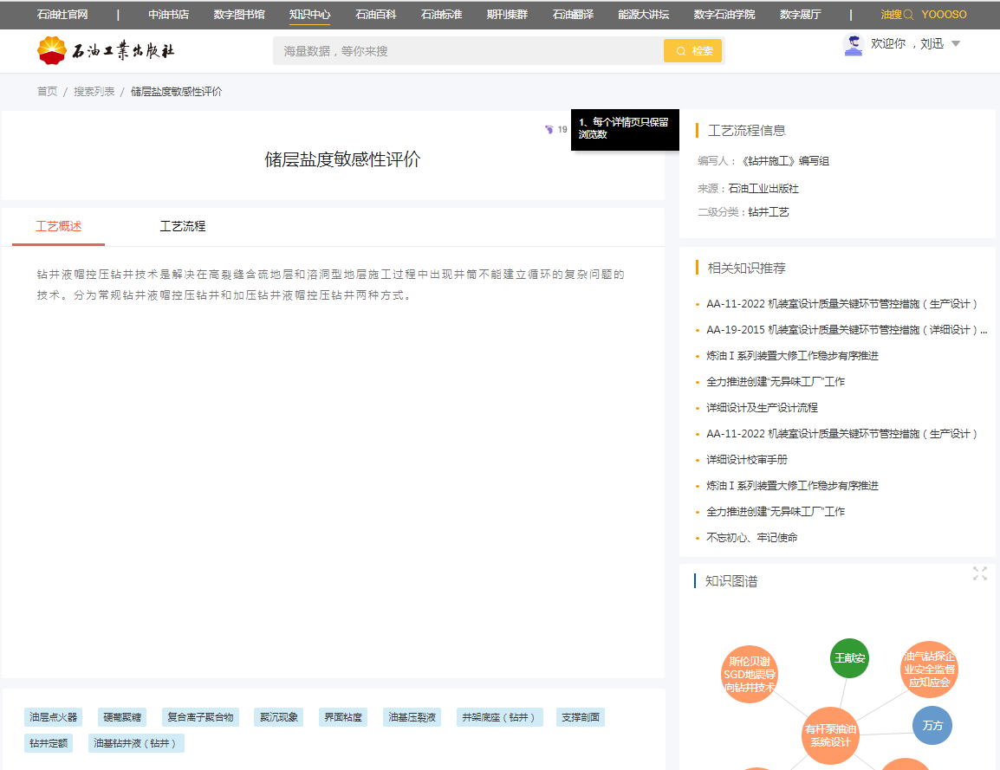 石油社官网 | 中油书店 数字图书馆 知识中心 石油百科 石油标准 期刊集群 石油翻译 能源大讲坛 数字石油学院 数字展厅 | 油搜 YOOOSO
石油工业出版社
海量数据，等你来搜
检索
欢迎你 ，刘迅
首页 / 搜索列表 / 储层盐度敏感性评价
19
1、每个详情页只保留
浏览数
储层盐度敏感性评价
工艺概述 工艺流程
钻井液帽控压钻井技术是解决在高裂缝含硫地层和溶洞型地层施工过程中出现井筒不能建立循环的复杂问题的
技术。分为常规钻井液帽控压钻井和加压钻井液帽控压钻井两种方式。
油层点火器 硬葡聚糖 复合离子聚合物 聚沉现象 界面粘度 油基压裂液 井架底座（钻井） 支撑剖面
钻井定额 油基钻井液（钻井）
工艺流程信息
编写人：《钻井施工》编写组
来源：石油工业出版社
二级分类：钻井工艺
相关知识推荐
AA-11-2022 机装室设计质量关键环节管控措施（生产设计）
AA-19-2015 机装室设计质量关键环节管控措施（详细设计）...
炼油Ⅰ系列装置大修工作稳步有序推进
全力推进创建“无异味工厂”工作
详细设计及生产设计流程
AA-11-2022 机装室设计质量关键环节管控措施（生产设计）
详细设计校审手册
炼油Ⅰ系列装置大修工作稳步有序推进
全力推进创建“无异味工厂”工作
不忘初心、牢记使命
知识图谱
斯伦贝谢
SGD地震导
向钻井技术
王献安
油气钻探企
业安全监督
应知应会
有杆泵抽油
系统设计
万方